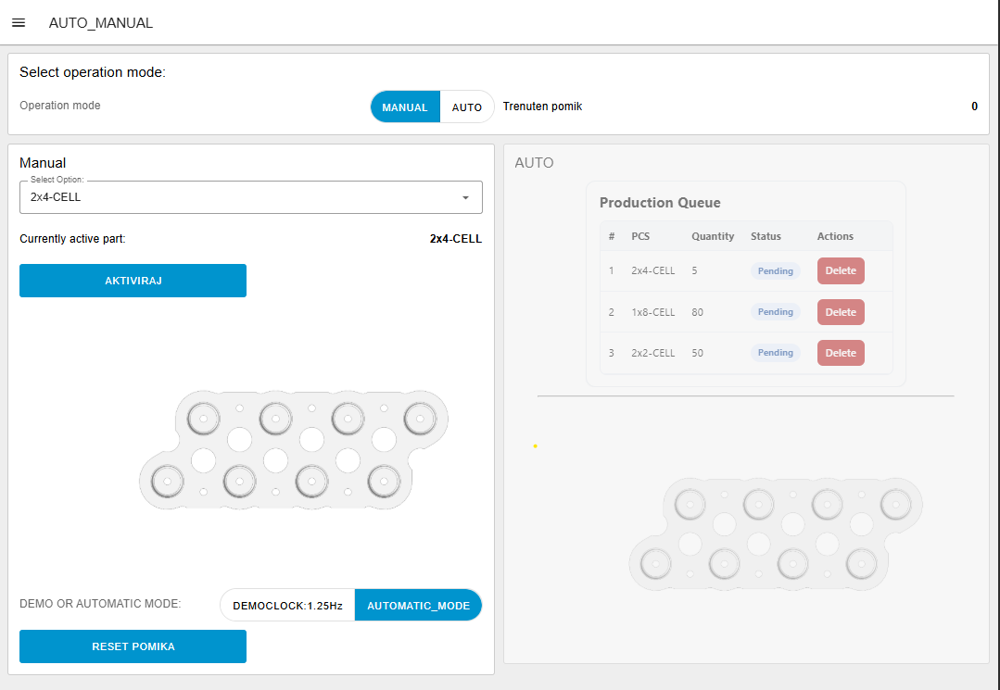 AUTO_MANUAL
Select operation mode:
Operation mode
MANUAL AUTO
Trenuten pomik 0
Manual
Select Option:
2x4-CELL
Currently active part: 2x4-CELL
AKTIVIRAJ
DEMO OR AUTOMATIC MODE:
DEMOCLOCK:1.25Hz AUTOMATIC_MODE
RESET POMIKA
AUTO
Production Queue
# PCS Quantity Status Actions
1 2x4-CELL 5 Pending Delete
2 1x8-CELL 80 Pending Delete
3 2x2-CELL 50 Pending Delete